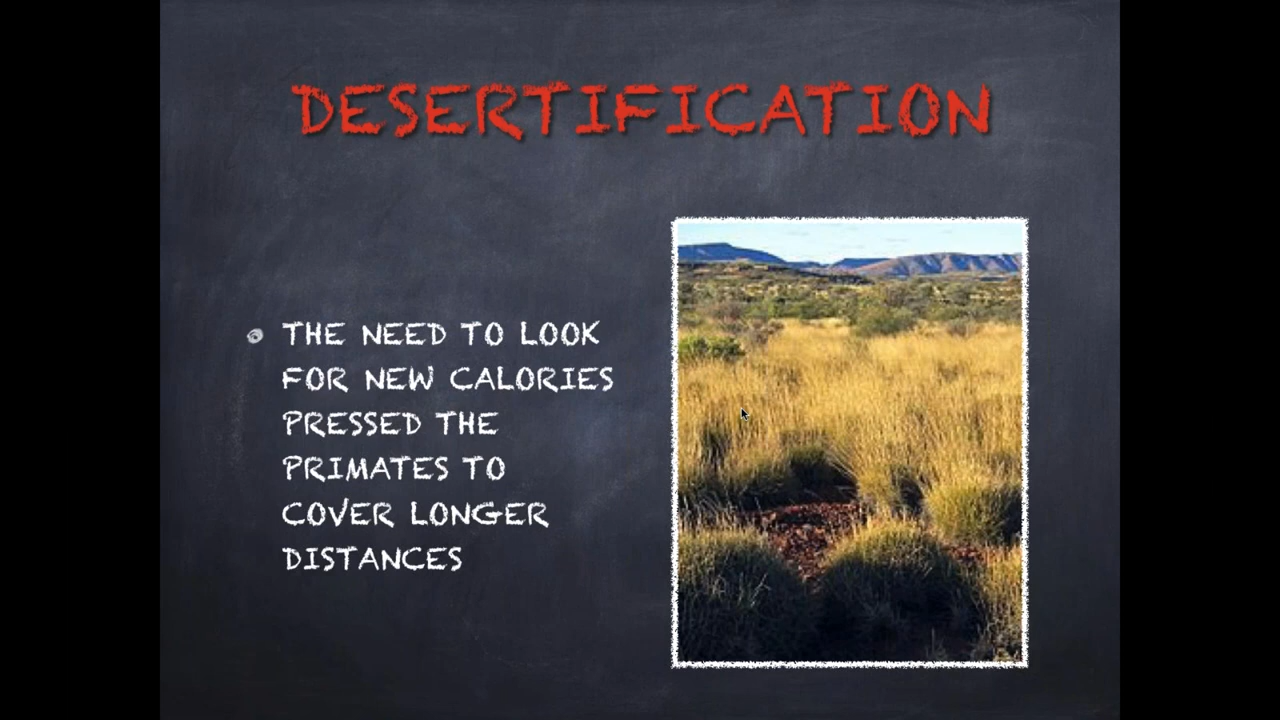 DESERTIFICATION
THE NEED TO LOOK
FOR NEW CALORIES
PRESSED THE
PRIMATES TO
COVER LONGER
DISTANCES